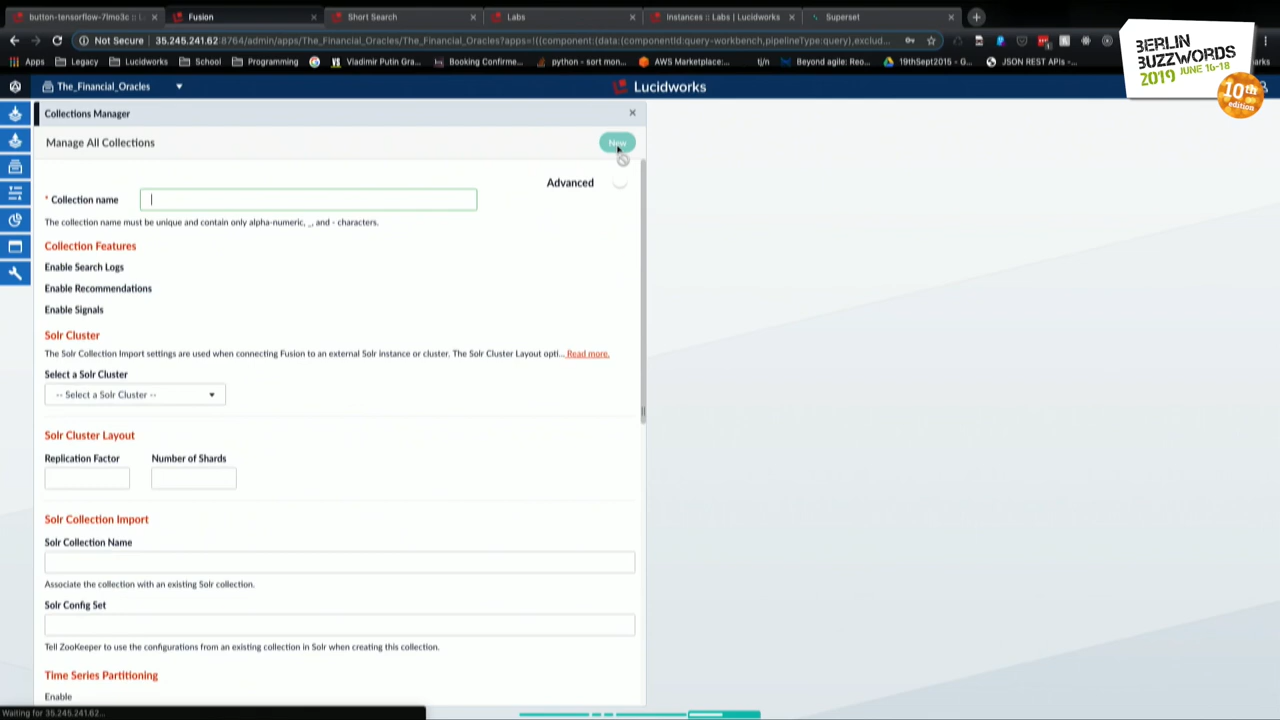 button-tensorflow-7lmo3c :: L
Fusion
Short Search
Labs
Instances :: Labs | Lucidworks
Superset
Not Secure
35.245.241.62:8764/admin/apps/The_Financial_Oracles/The_Financial_Oracles?apps=!((component:(data:(componentId:query-workbench,pipelineType:query),exclud...
Apps
Legacy
Lucidworks
School
Programming
Vladimir Putin Gra...
Booking Confirme...
python - sort mon...
AWS Marketplace:...
tj/n
Beyond agile: Reo...
19thSept2015 - G...
JSON REST APIs -...
BERLIN
BUZZWORDS
2019 JUNE 16-18
10th
edition
The_Financial_Oracles
Lucidworks
Collections Manager
Manage All Collections
New
Advanced
* Collection name
The collection name must be unique and contain only alpha-numeric, _, and - characters.
Collection Features
Enable Search Logs
Enable Recommendations
Enable Signals
Solr Cluster
The Solr Collection Import settings are used when connecting Fusion to an external Solr instance or cluster. The Solr Cluster Layout opti... Read more.
Select a Solr Cluster
-- Select a Solr Cluster --
Solr Cluster Layout
Replication Factor
Number of Shards
Solr Collection Import
Solr Collection Name
Associate the collection with an existing Solr collection.
Solr Config Set
Tell ZooKeeper to use the configurations from an existing collection in Solr when creating this collection.
Time Series Partitioning
Enable
Waiting for 35.245.241.62...